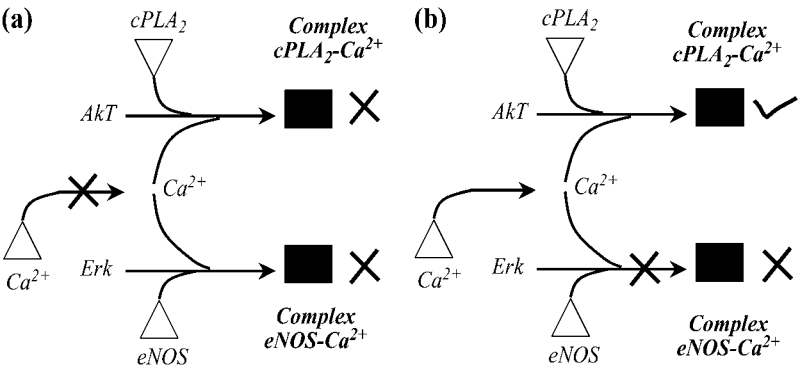 (a)
cPLA₂
Complex
cPLA₂-Ca²⁺
AkT
Ca²⁺
Ca²⁺
Erk
eNOS
Complex
eNOS-Ca²⁺
(b)
cPLA₂
Complex
cPLA₂-Ca²⁺
AkT
Ca²⁺
Ca²⁺
Erk
eNOS
Complex
eNOS-Ca²⁺